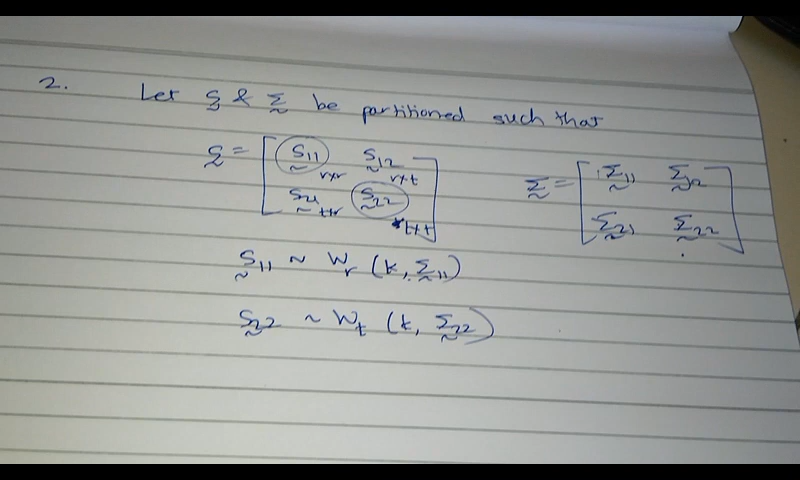 2. Let S & Σ be partitioned such that
S = [ S11 r×r S12 r×t
S21 t×r S22 t×t ]
Σ = [ Σ11 Σ12
Σ21 Σ22 ]
S11 ~ Wr (k, Σ11)
S22 ~ Wt (k, Σ22)